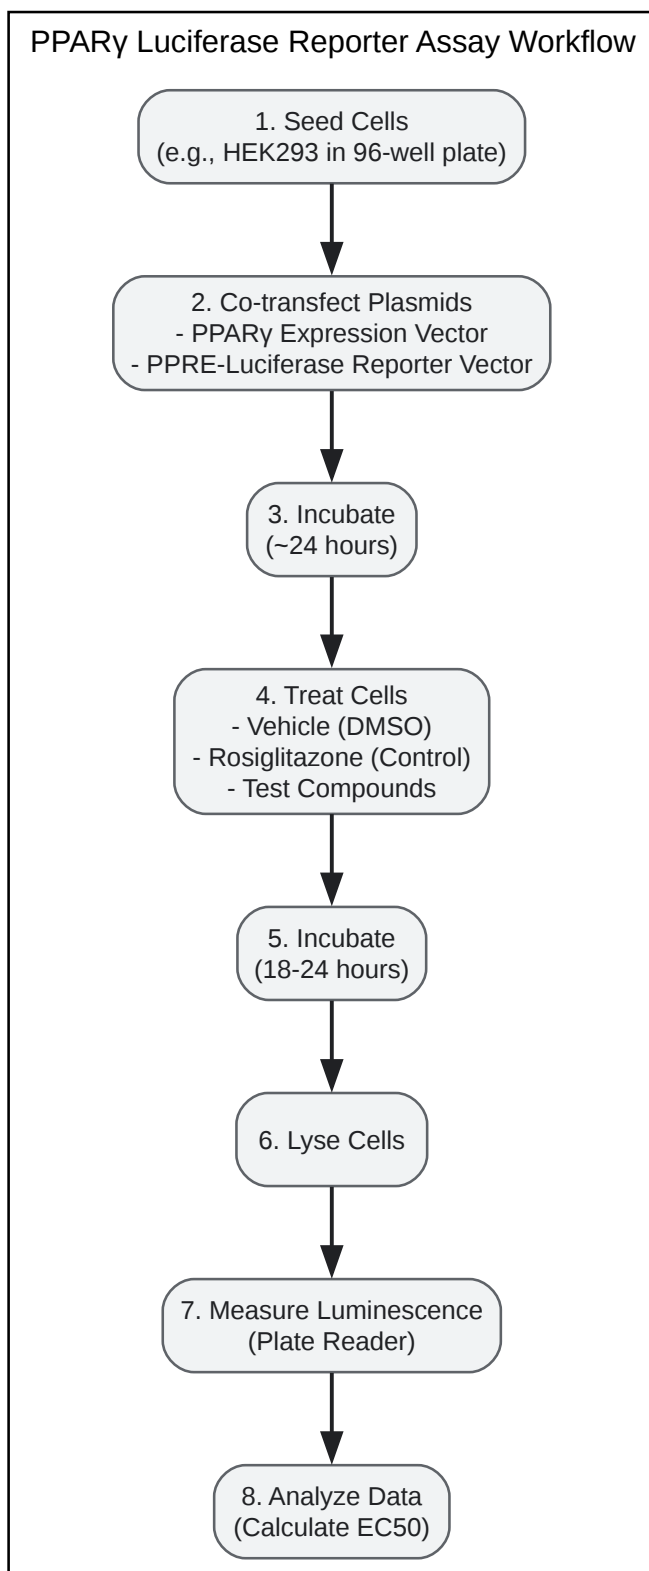 PPARγ Luciferase Reporter Assay Workflow
1. Seed Cells
(e.g., HEK293 in 96-well plate)
2. Co-transfect Plasmids
- PPARγ Expression Vector
- PPRE-Luciferase Reporter Vector
3. Incubate
(~24 hours)
4. Treat Cells
- Vehicle (DMSO)
- Rosiglitazone (Control)
- Test Compounds
5. Incubate
(18-24 hours)
6. Lyse Cells
7. Measure Luminescence
(Plate Reader)
8. Analyze Data
(Calculate EC50)